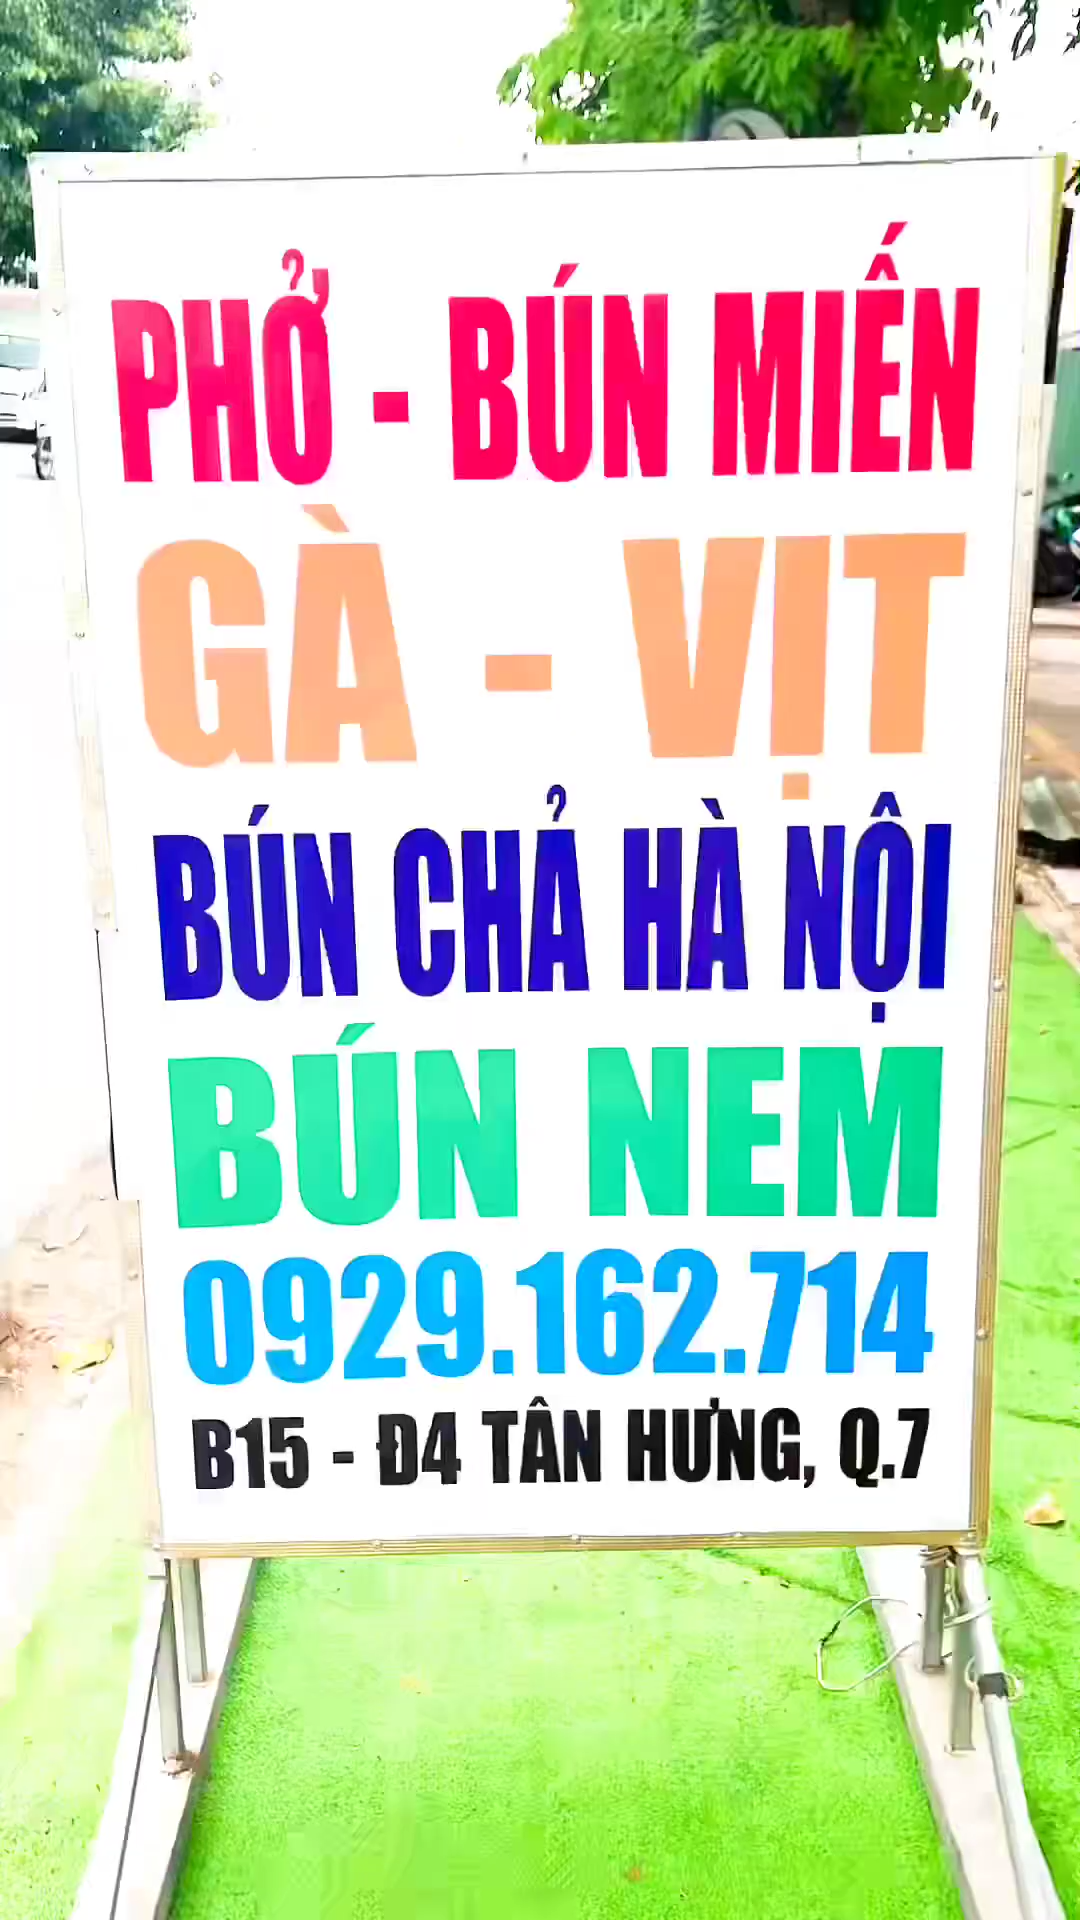 PHỞ - BÚN MIẾN
GÀ - VỊT
BÚN CHẢ HÀ NỘI
BÚN NEM
0929.162.714
B15 - Đ4 TÂN HƯNG, Q.7